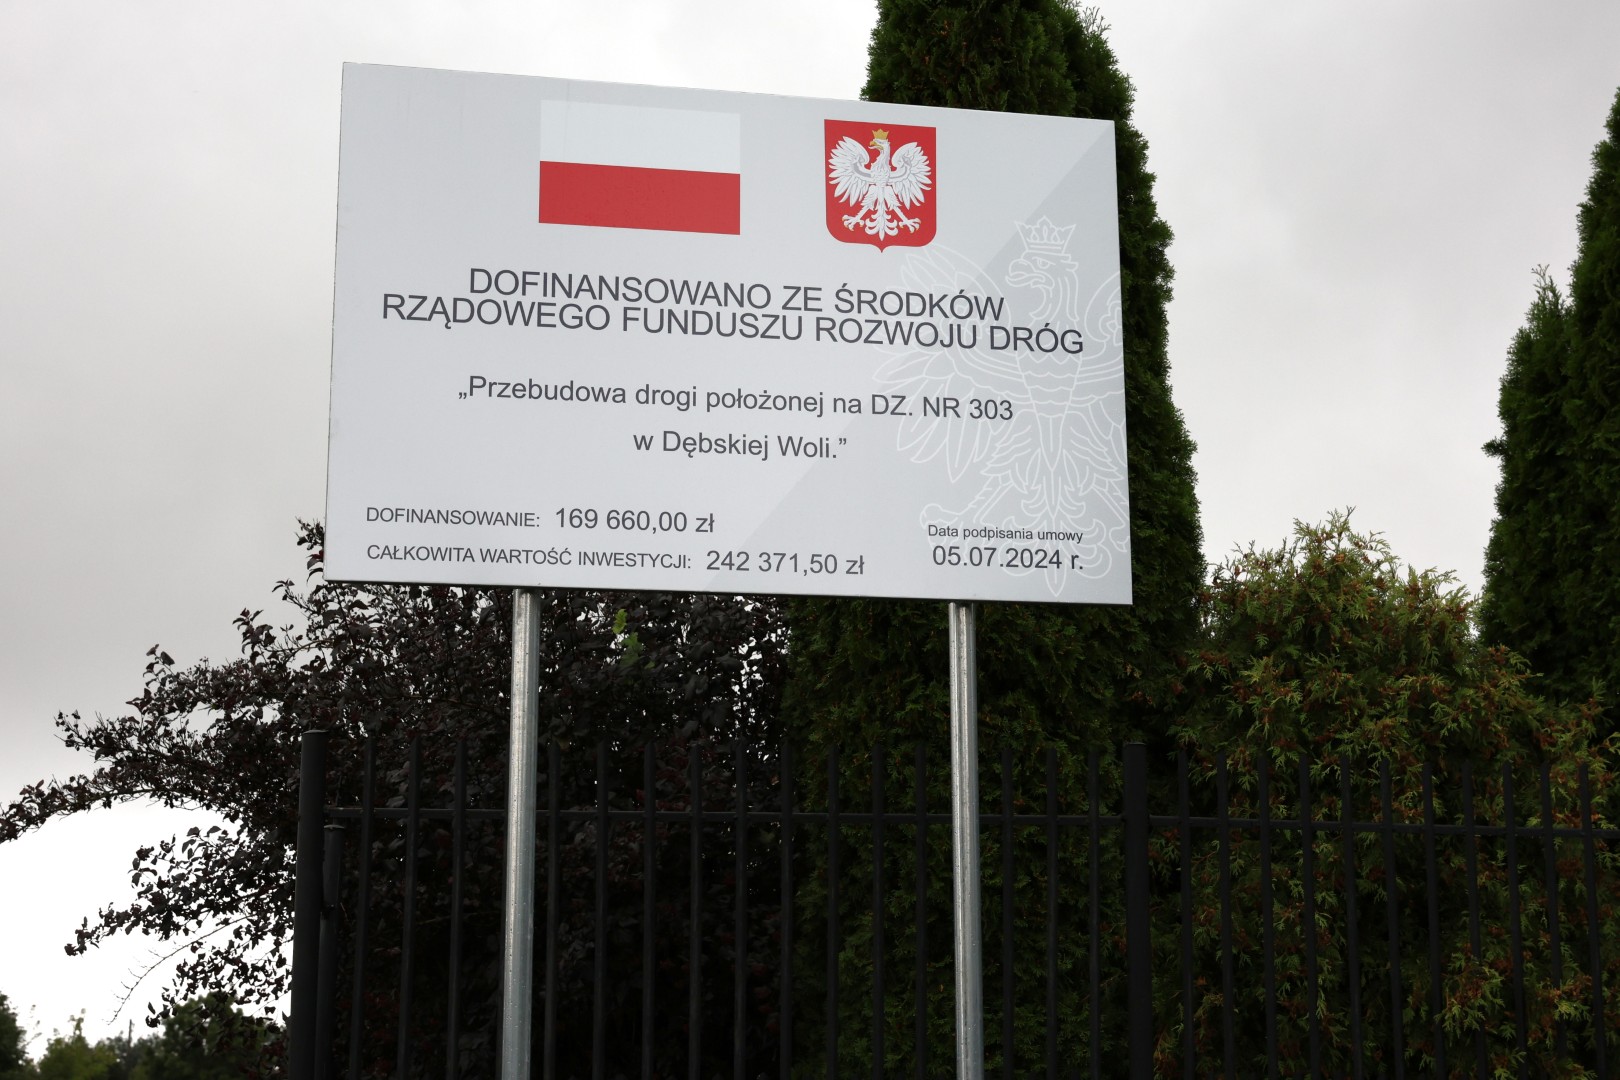 DOFINANSOWANO ZE ŚRODKÓW
RZĄDOWEGO FUNDUSZU ROZWOJU DRÓG
„Przebudowa drogi położonej na DZ. NR 303
w Dębskiej Woli.”
DOFINANSOWANIE: 169 660,00 zł
CAŁKOWITA WARTOŚĆ INWESTYCJI: 242 371,50 zł
Data podpisania umowy
05.07.2024 r.